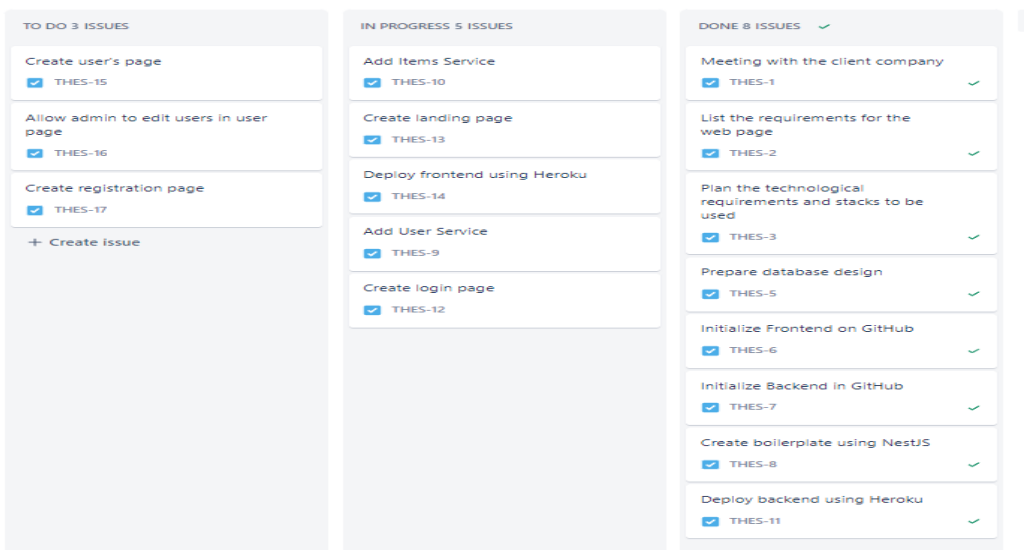 TO DO 3 ISSUES
Create user's page
THES-15
Allow admin to edit users in user
page
THES-16
Create registration page
THES-17
+ Create issue
IN PROGRESS 5 ISSUES
Add Items Service
THES-10
Create landing page
THES-13
Deploy frontend using Heroku
THES-14
Add User Service
THES-9
Create login page
THES-12
DONE 8 ISSUES
Meeting with the client company
THES-1
List the requirements for the
web page
THES-2
Plan the technological
requirements and stacks to be
used
THES-3
Prepare database design
THES-5
Initialize Frontend on GitHub
THES-6
Initialize Backend in GitHub
THES-7
Create boilerplate using NestJS
THES-8
Deploy backend using Heroku
THES-11